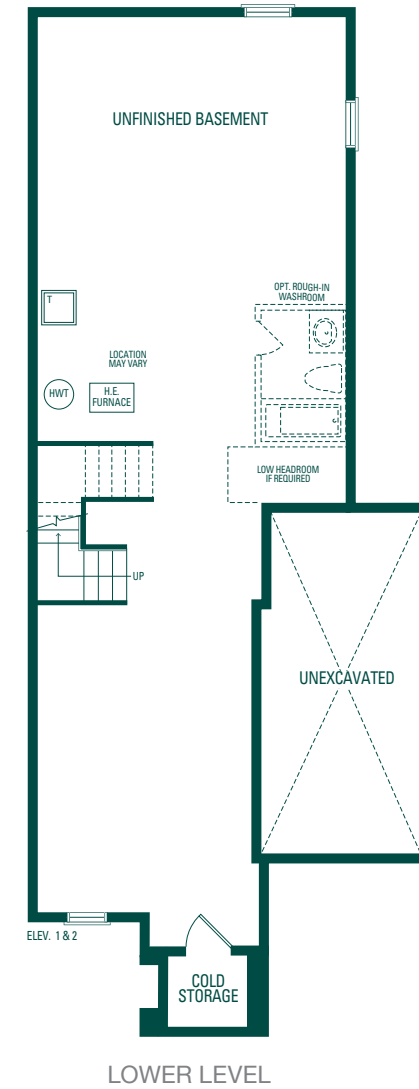 UNFINISHED BASEMENT
OPT. ROUGH-IN
WASHROOM
T
LOCATION
MAY VARY
HWT
H.E.
FURNACE
LOW HEADROOM
IF REQUIRED
UP
UNEXCAVATED
ELEV. 1 & 2
COLD
STORAGE
LOWER LEVEL